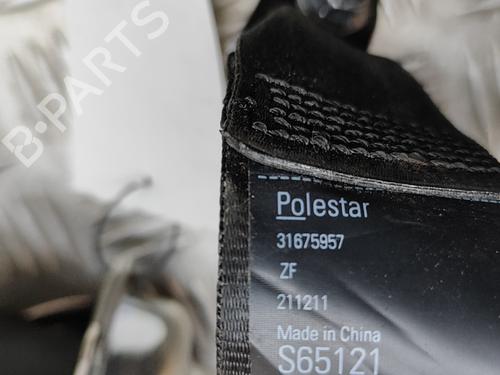 B-PARTS
Polestar
31675957
ZF
211211
Made in China
S65121